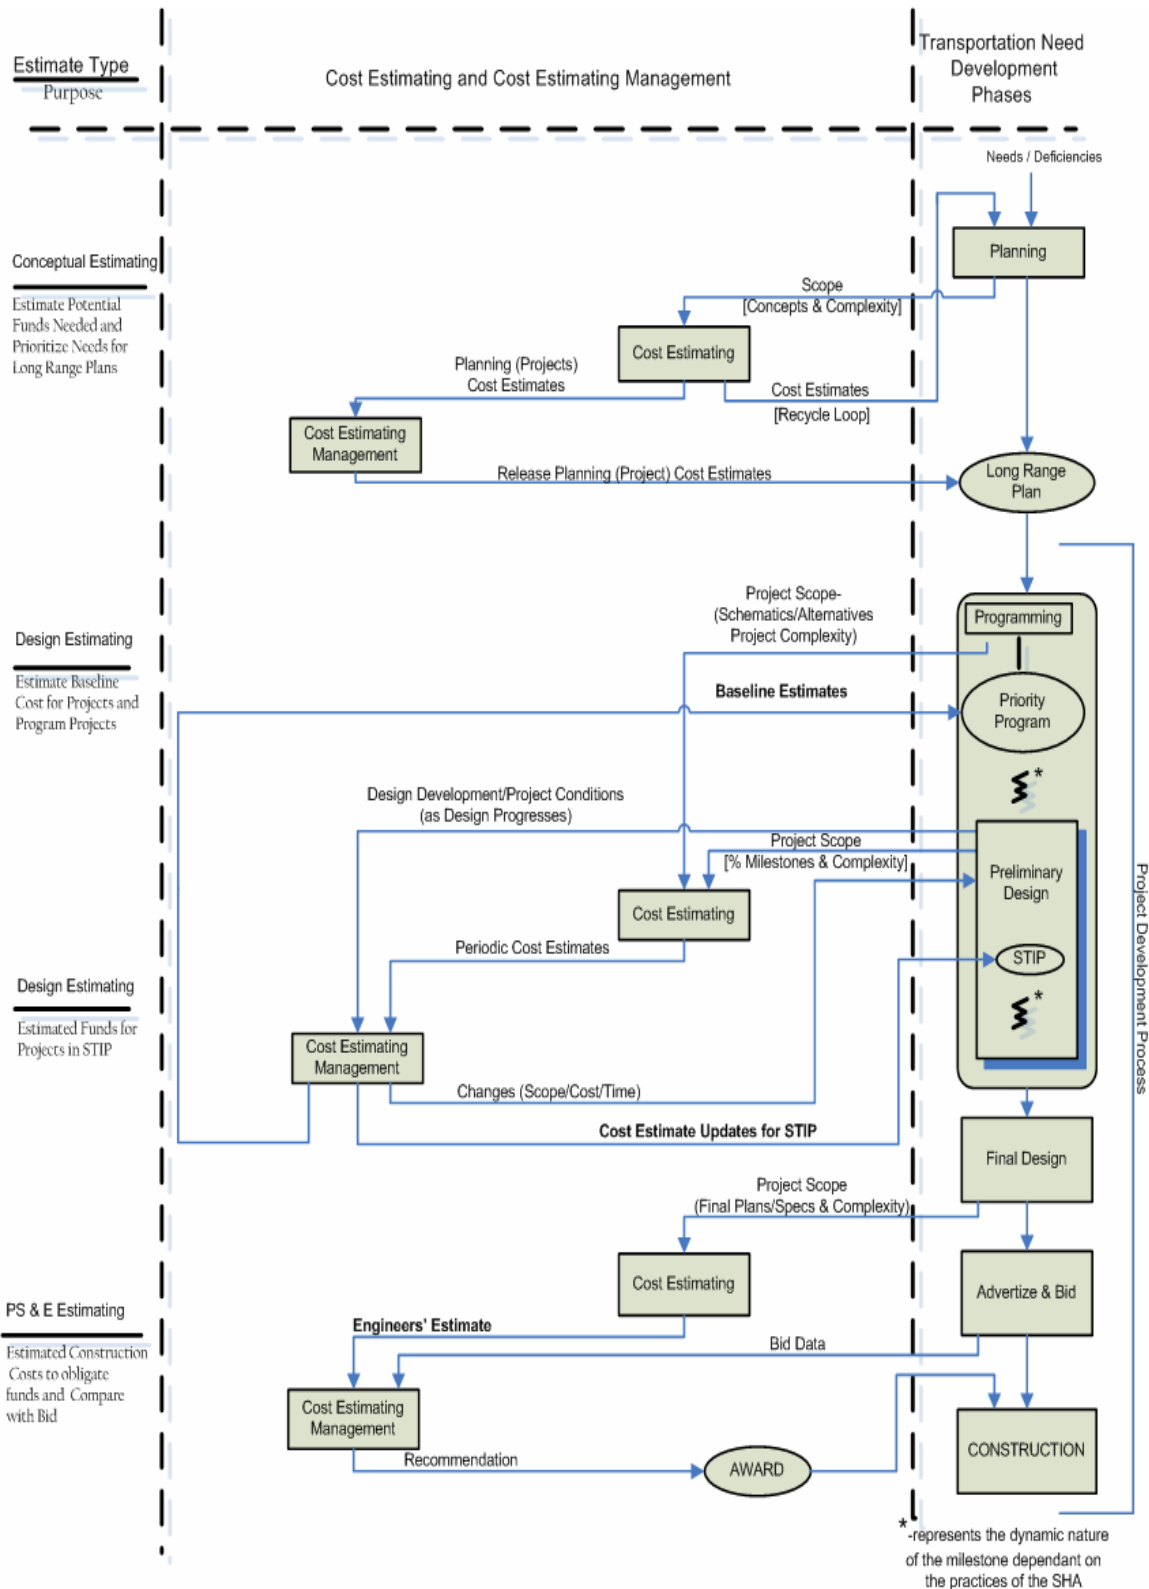 Estimate Type
Purpose
Cost Estimating and Cost Estimating Management
Transportation Need
Development
Phases
Needs / Deficiencies
Planning
Conceptual Estimating
Estimate Potential
Funds Needed and
Prioritize Needs for
Long Range Plans
Scope
[Concepts & Complexity]
Cost Estimating
Planning (Projects)
Cost Estimates
Cost Estimates
[Recycle Loop]
Cost Estimating
Management
Release Planning (Project) Cost Estimates
Long Range
Plan
Project Scope-
(Schematics/Alternatives
Project Complexity)
Programming
Design Estimating
Estimate Baseline
Cost for Projects and
Program Projects
Baseline Estimates
Priority
Program
*
Design Development/Project Conditions
(as Design Progresses)
Project Scope
[% Milestones & Complexity]
Preliminary
Design
Project Development Process
Cost Estimating
Periodic Cost Estimates
STIP
*
Design Estimating
Estimated Funds for
Projects in STIP
Cost Estimating
Management
Changes (Scope/Cost/Time)
Cost Estimate Updates for STIP
Final Design
Project Scope
(Final Plans/Specs & Complexity)
Cost Estimating
Advertize & Bid
PS & E Estimating
Estimated Construction
Costs to obligate
funds and Compare
with Bid
Engineers' Estimate
Bid Data
Cost Estimating
Management
Recommendation
AWARD
CONSTRUCTION
* -represents the dynamic nature
of the milestone dependant on
the practices of the SHA